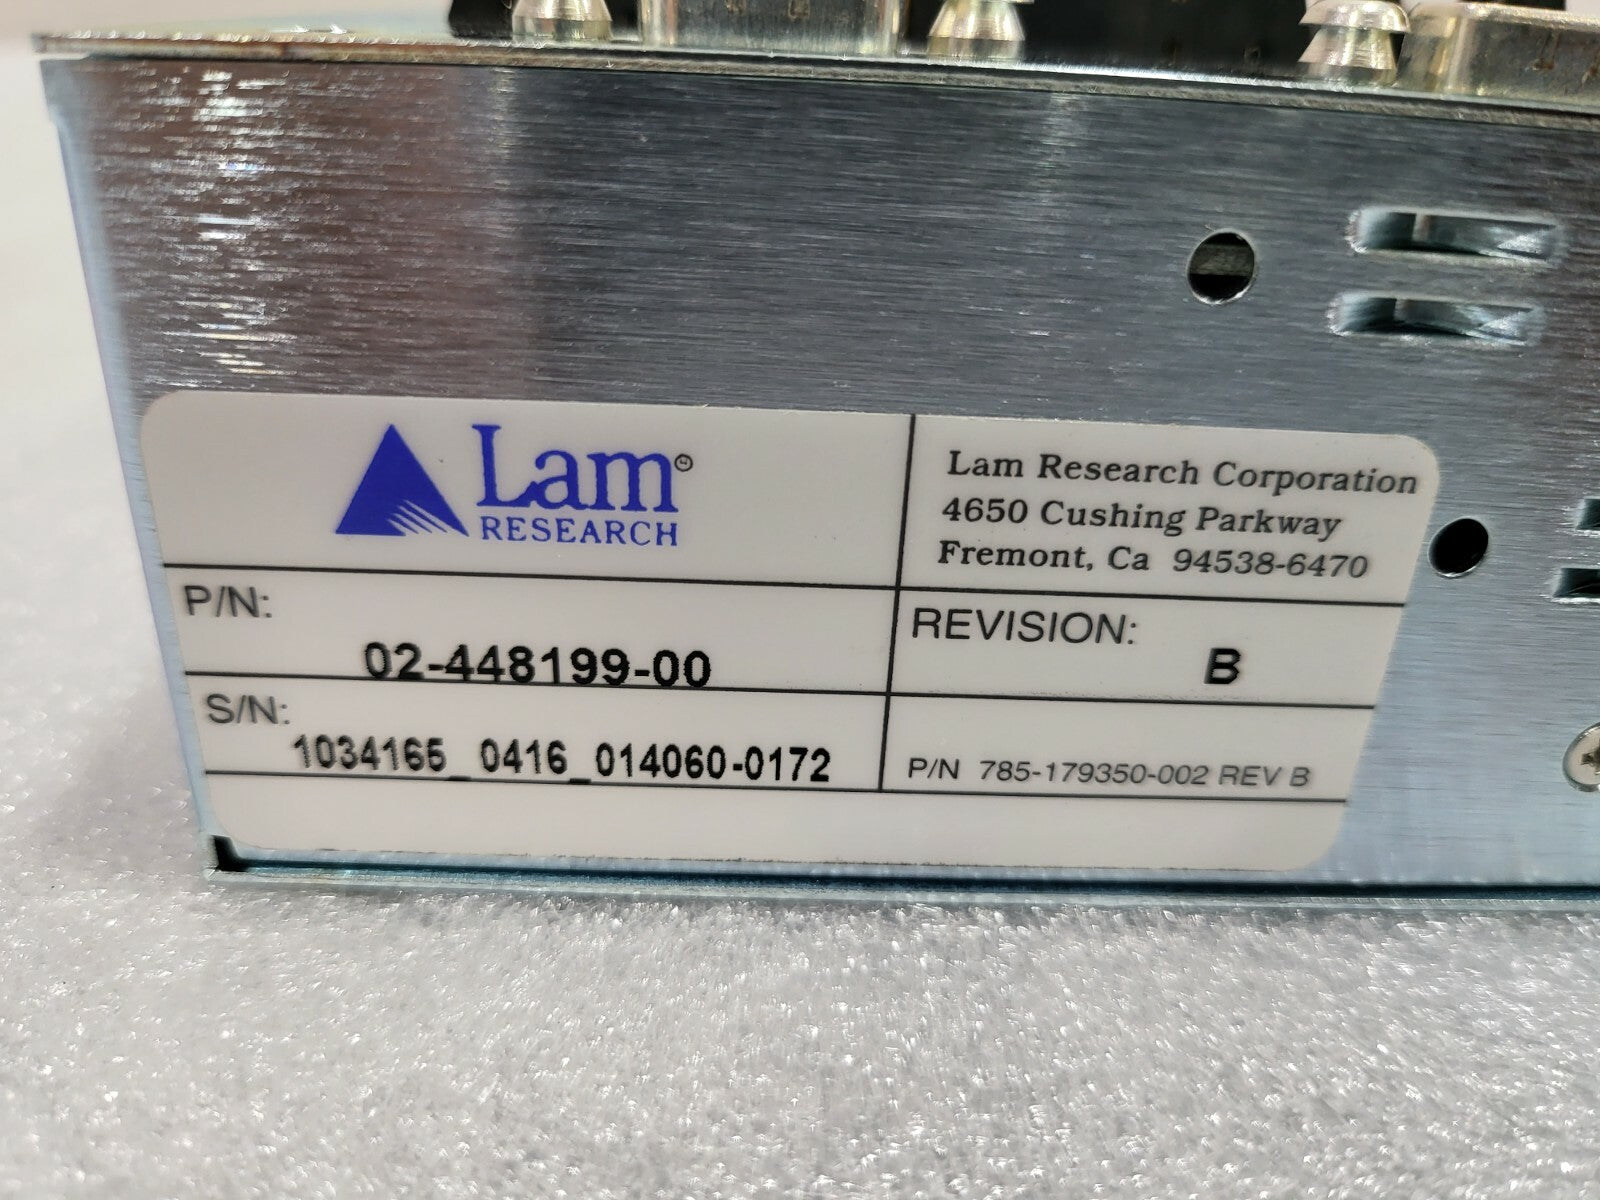 Lam®
RESEARCH
Lam Research Corporation
4650 Cushing Parkway
Fremont, Ca 94538-6470
P/N:
02-448199-00
REVISION:
B
S/N:
1034165_0416_014060-0172
P/N 785-179350-002 REV B